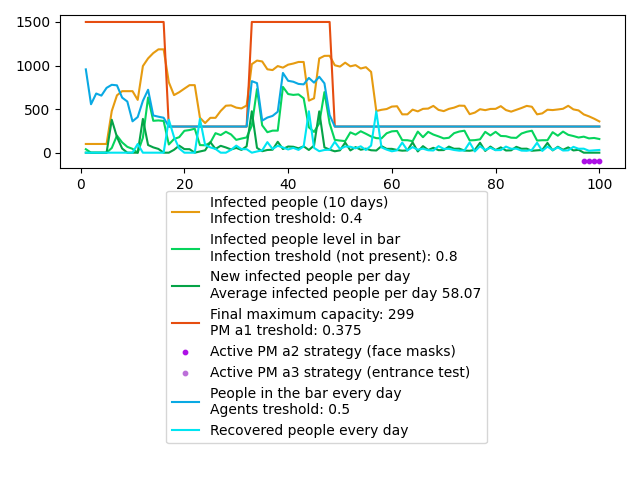 1500
1000
500
0
0
20
40
60
80
100
Infected people (10 days)
Infection treshold: 0.4
Infected people level in bar
Infection treshold (not present): 0.8
New infected people per day
Average infected people per day 58.07
Final maximum capacity: 299
PM a1 treshold: 0.375
Active PM a2 strategy (face masks)
Active PM a3 strategy (entrance test)
People in the bar every day
Agents treshold: 0.5
Recovered people every day